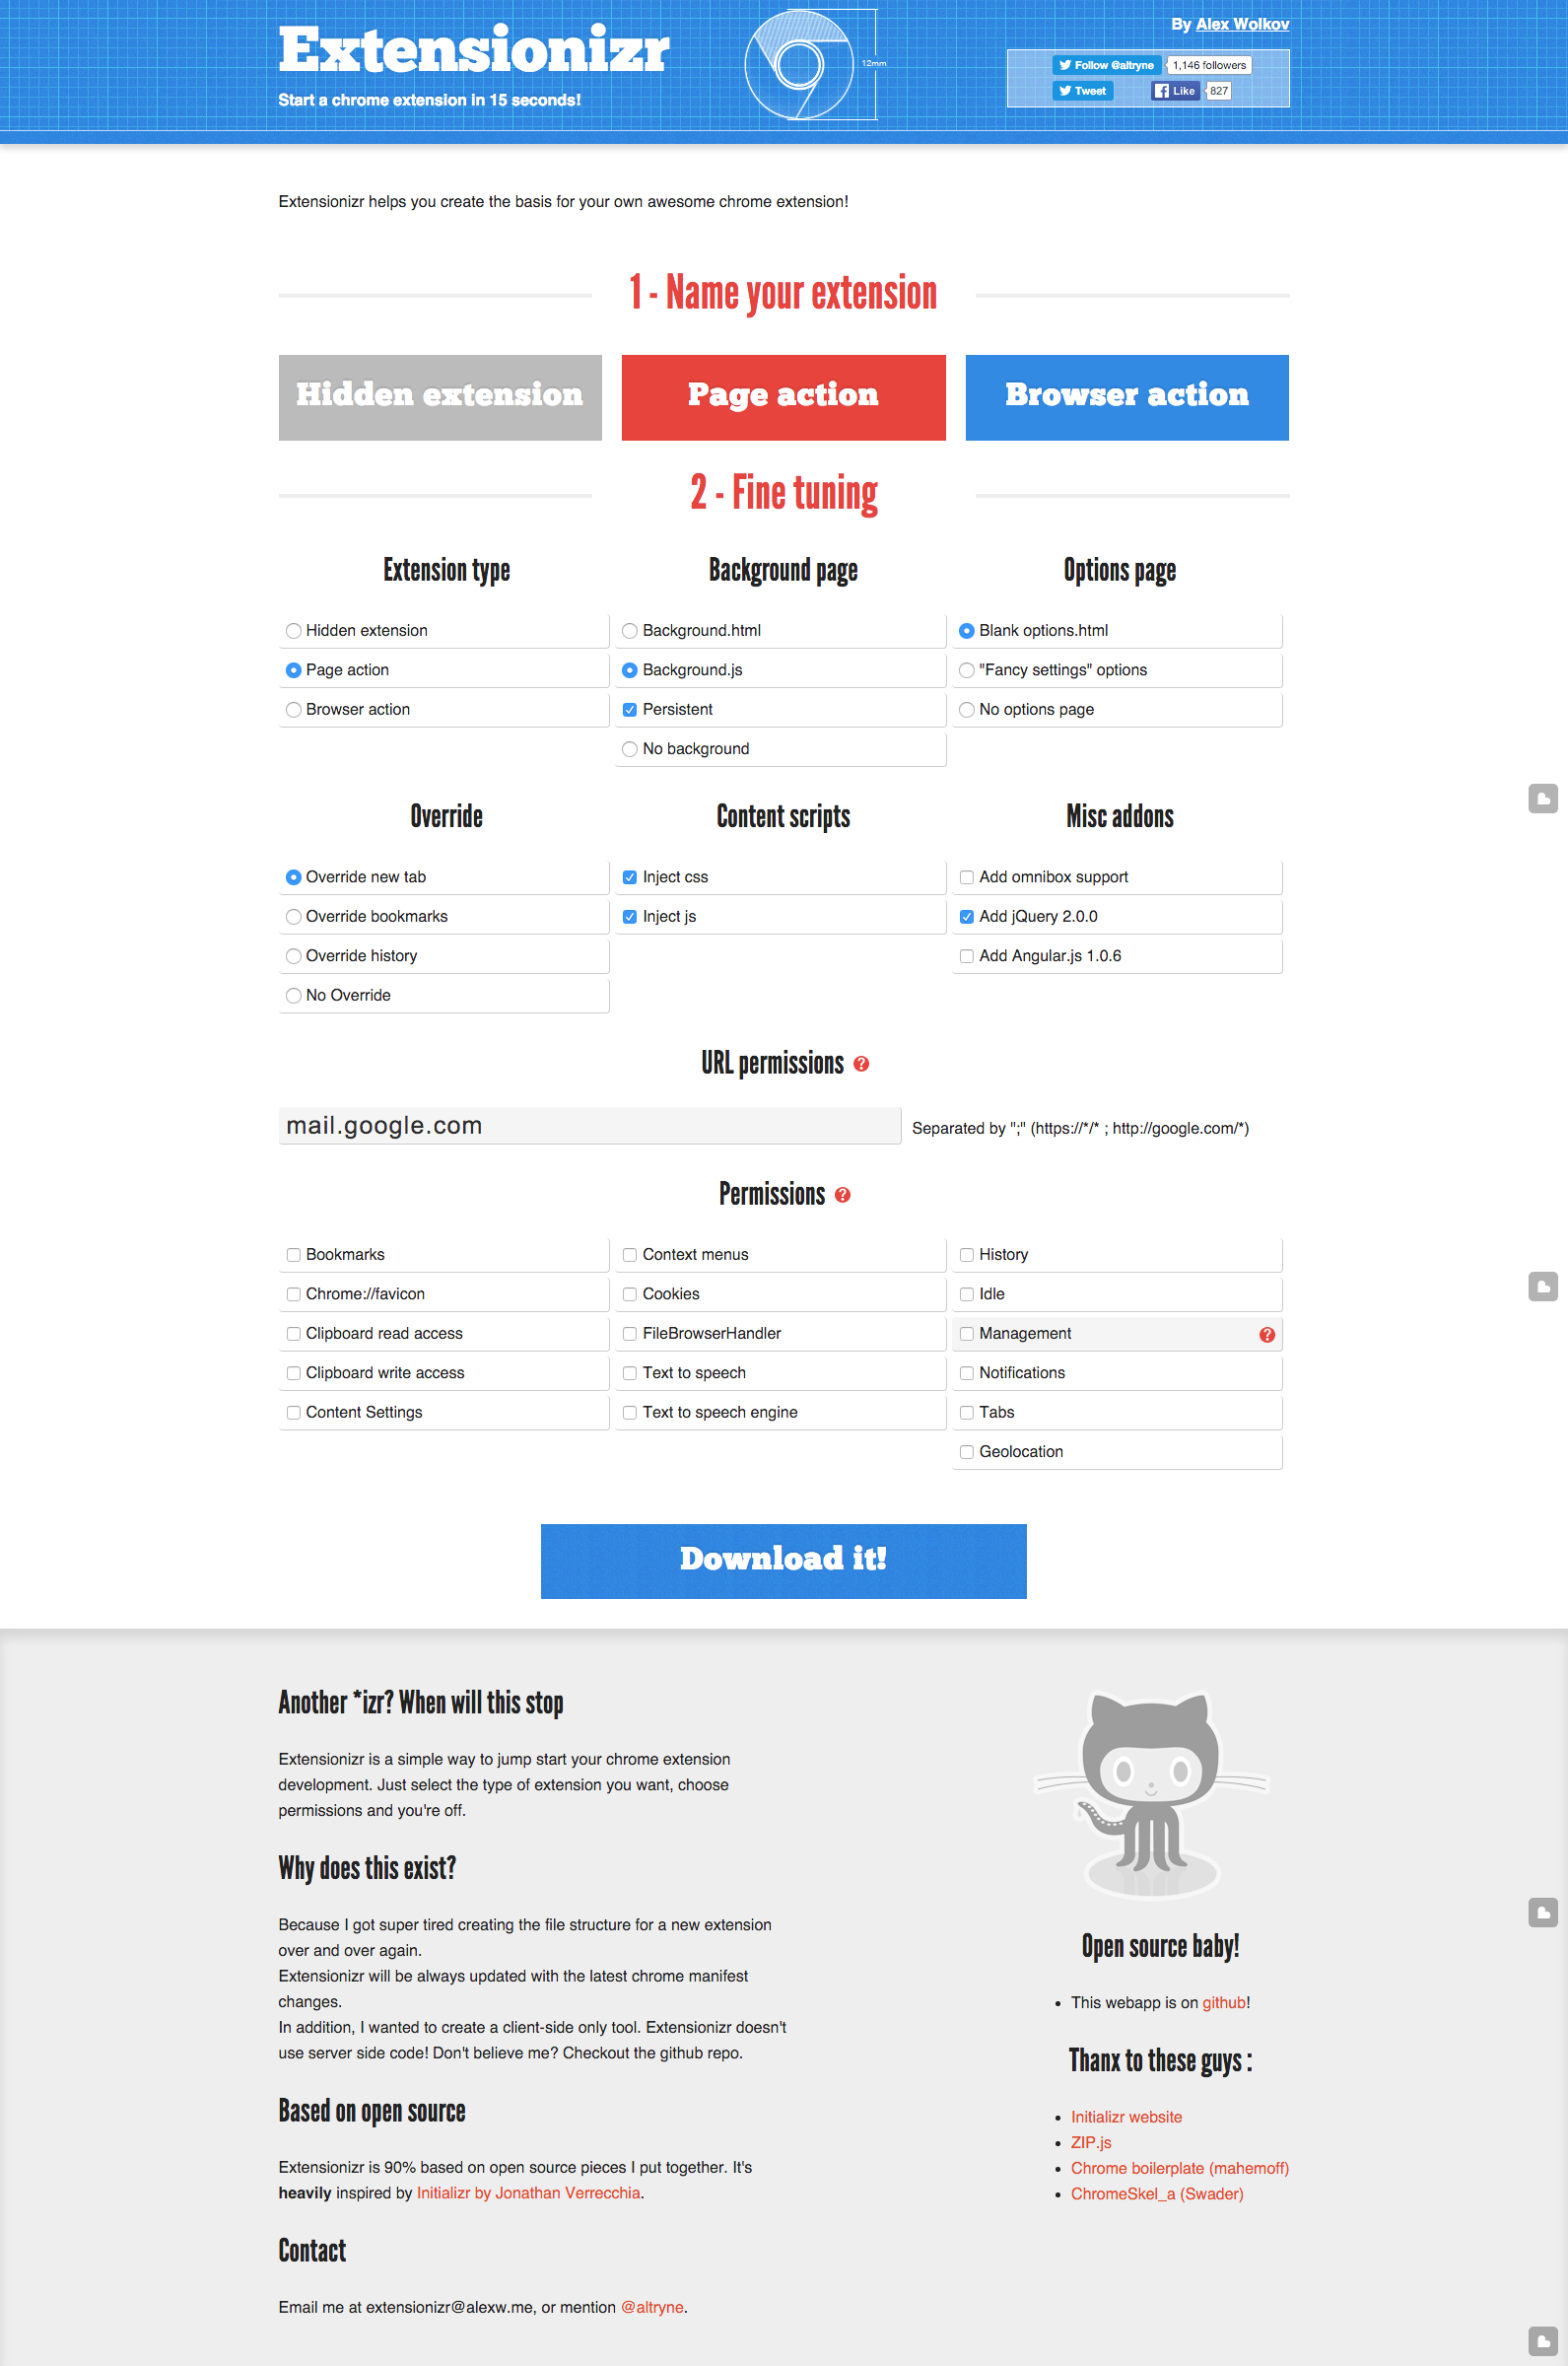 Extensionizr
Start a chrome extension in 15 seconds!
12mm
By Alex Wolkov
Follow @altryne 1,146 followers
Tweet Like 827
Extensionizr helps you create the basis for your own awesome chrome extension!
1 - Name your extension
Hidden extension Page action Browser action
2 - Fine tuning
Extension type
Hidden extension
Page action
Browser action
Background page
Background.html
Background.js
Persistent
No background
Options page
Blank options.html
"Fancy settings" options
No options page
Override
Override new tab
Override bookmarks
Override history
No Override
Content scripts
Inject css
Inject js
Misc addons
Add omnibox support
Add jQuery 2.0.0
Add Angular.js 1.0.6
URL permissions ?
mail.google.com Separated by ";" (https://*/* ; http://google.com/*)
Permissions ?
Bookmarks
Chrome://favicon
Clipboard read access
Clipboard write access
Content Settings
Context menus
Cookies
FileBrowserHandler
Text to speech
Text to speech engine
History
Idle
Management ?
Notifications
Tabs
Geolocation
Download it!
Another *izr? When will this stop
Extensionizr is a simple way to jump start your chrome extension
development. Just select the type of extension you want, choose
permissions and you're off.
Why does this exist?
Because I got super tired creating the file structure for a new extension
over and over again.
Extensionizr will be always updated with the latest chrome manifest
changes.
In addition, I wanted to create a client-side only tool. Extensionizr doesn't
use server side code! Don't believe me? Checkout the github repo.
Based on open source
Extensionizr is 90% based on open source pieces I put together. It's
heavily inspired by Initializr by Jonathan Verrecchia.
Contact
Email me at extensionizr@alexw.me, or mention @altryne.
Open source baby!
This webapp is on github!
Thanx to these guys :
Initializr website
ZIP.js
Chrome boilerplate (mahemoff)
ChromeSkel_a (Swader)